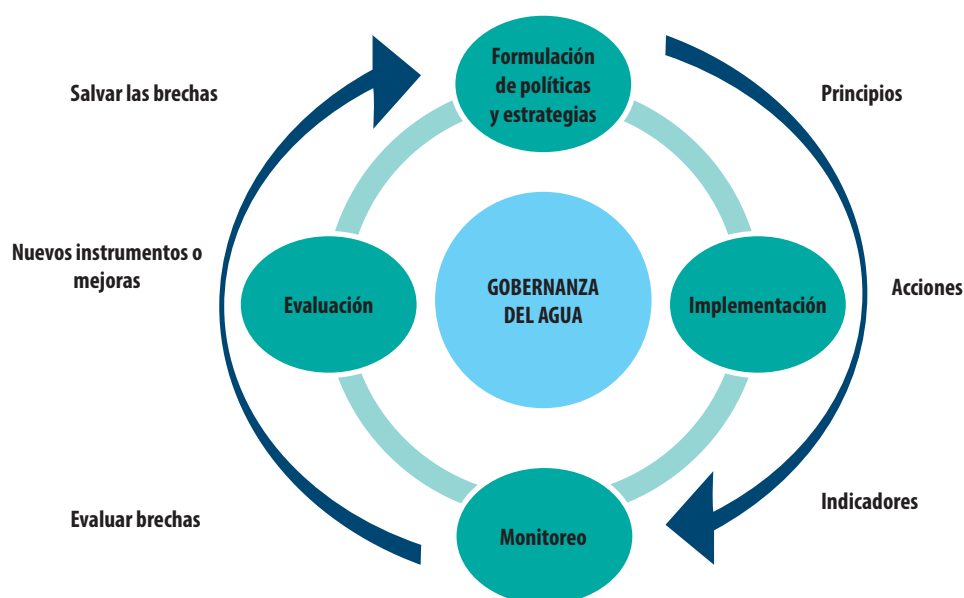 Formulación
de políticas
y estrategias
Salvar las brechas
Principios
Nuevos instrumentos o
mejoras
Evaluación
GOBERNANZA
DEL AGUA
Implementación
Acciones
Evaluar brechas
Monitoreo
Indicadores